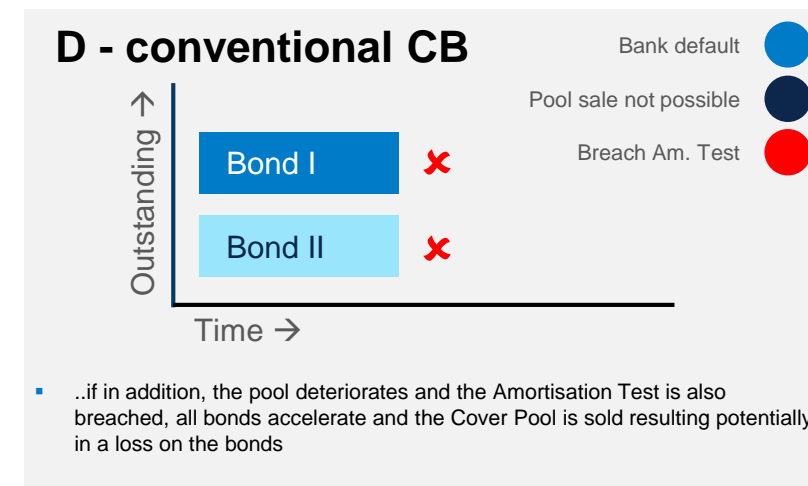 D - conventional CB
Bank default
Pool sale not possible
Breach Am. Test
Outstanding →
Bond I
Bond II
Time →
..if in addition, the pool deteriorates and the Amortisation Test is also
breached, all bonds accelerate and the Cover Pool is sold resulting potentially
in a loss on the bonds